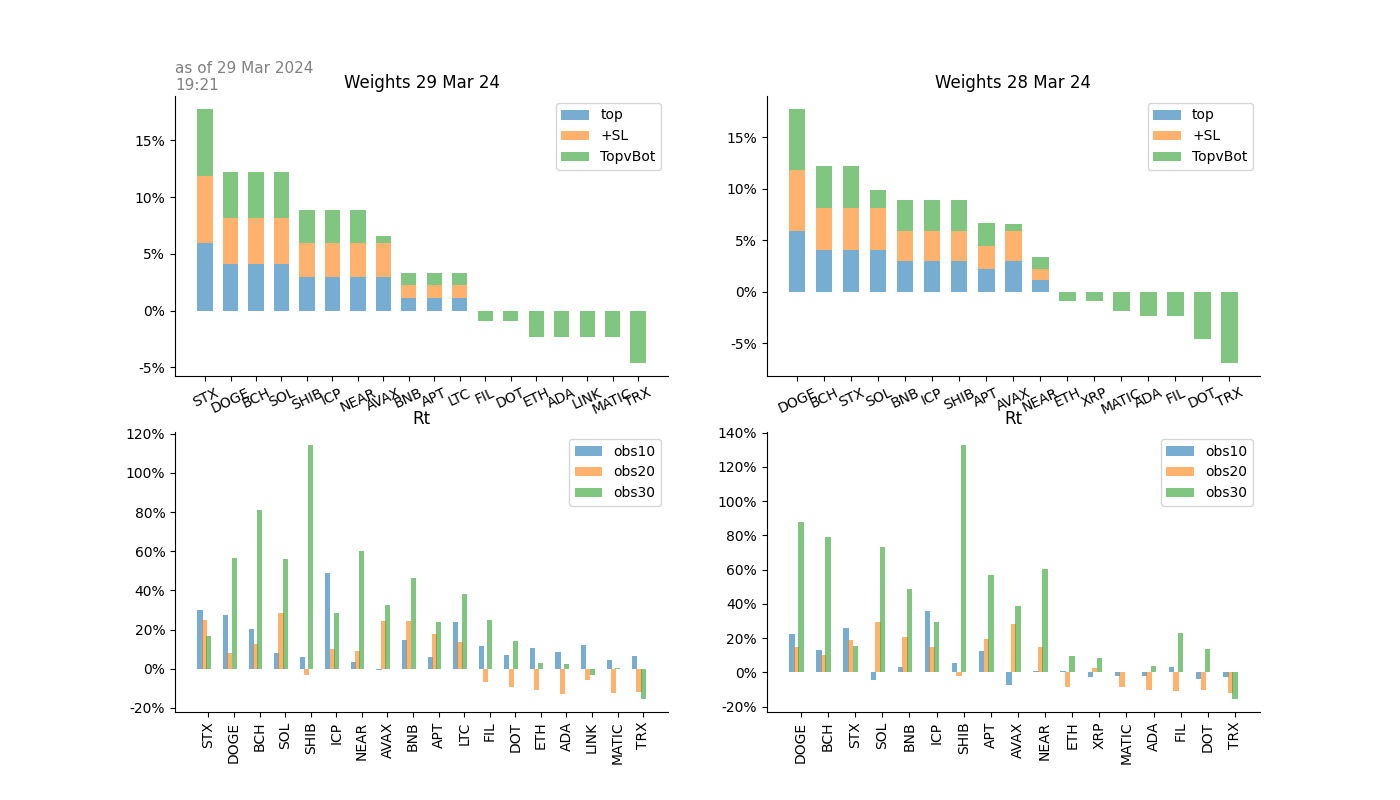 as of 29 Mar 2024
19:21
Weights 29 Mar 24
top
+SL
TopvBot
15%
10%
5%
0%
-5%
STX DOGE BCH SOL SHIB ICP NEAR AVAX BNB APT LTC FIL DOT ETH ADA LINK MATIC TRX
Weights 28 Mar 24
top
+SL
TopvBot
15%
10%
5%
0%
-5%
DOGE BCH STX SOL BNB ICP SHIB APT AVAX NEAR ETH XRP MATIC ADA FIL DOT TRX
Rt
obs10
obs20
obs30
120%
100%
80%
60%
40%
20%
0%
-20%
STX DOGE BCH SOL SHIB ICP NEAR AVAX BNB APT LTC FIL DOT ETH ADA LINK MATIC TRX
Rt
obs10
obs20
obs30
140%
120%
100%
80%
60%
40%
20%
0%
-20%
DOGE BCH STX SOL BNB ICP SHIB APT AVAX NEAR ETH XRP MATIC ADA FIL DOT TRX